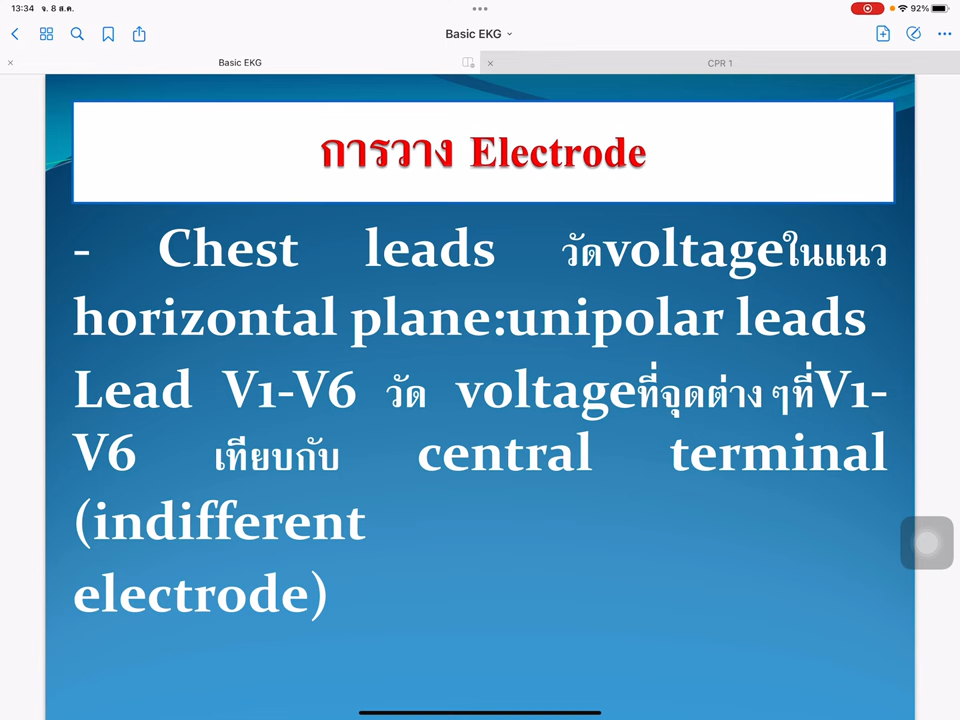 13:34 จ. 8 ส.ค.
92%
Basic EKG
Basic EKG
CPR 1
การวาง Electrode
- Chest leads วัดvoltageในแนว
horizontal plane:unipolar leads
Lead V1-V6 วัด voltageที่จุดต่างๆที่V1-
V6 เทียบกับ central terminal
(indifferent
electrode)